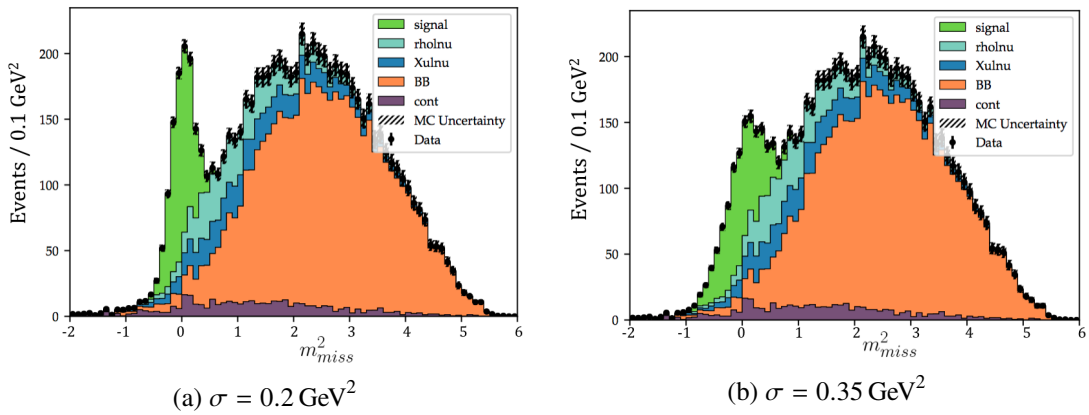 200
150
100
50
0
Events / 0.1 GeV²
-2 -1 0 1 2 3 4 5 6
m²miss
signal
rholnu
Xulnu
BB
cont
MC Uncertainty
Data
(a) σ = 0.2 GeV²
200
150
100
50
0
Events / 0.1 GeV²
-2 -1 0 1 2 3 4 5 6
m²miss
signal
rholnu
Xulnu
BB
cont
MC Uncertainty
Data
(b) σ = 0.35 GeV²